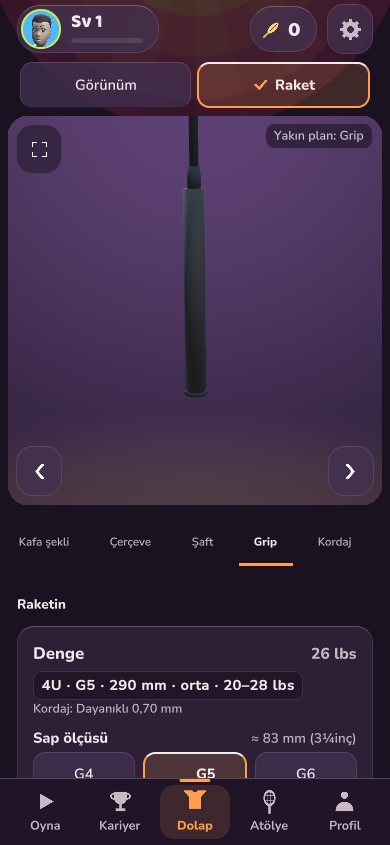 Sv 1
0
Görünüm
Raket
Yakın plan: Grip
Kafa şekli
Çerçeve
Şaft
Grip
Kordaj
Raketin
Denge
26 lbs
4U · G5 · 290 mm · orta · 20–28 lbs
Kordaj: Dayanıklı 0,70 mm
Sap ölçüsü
≈ 83 mm (3¼inç)
G4
G5
G6
Oyna
Kariyer
Dolap
Atölye
Profil